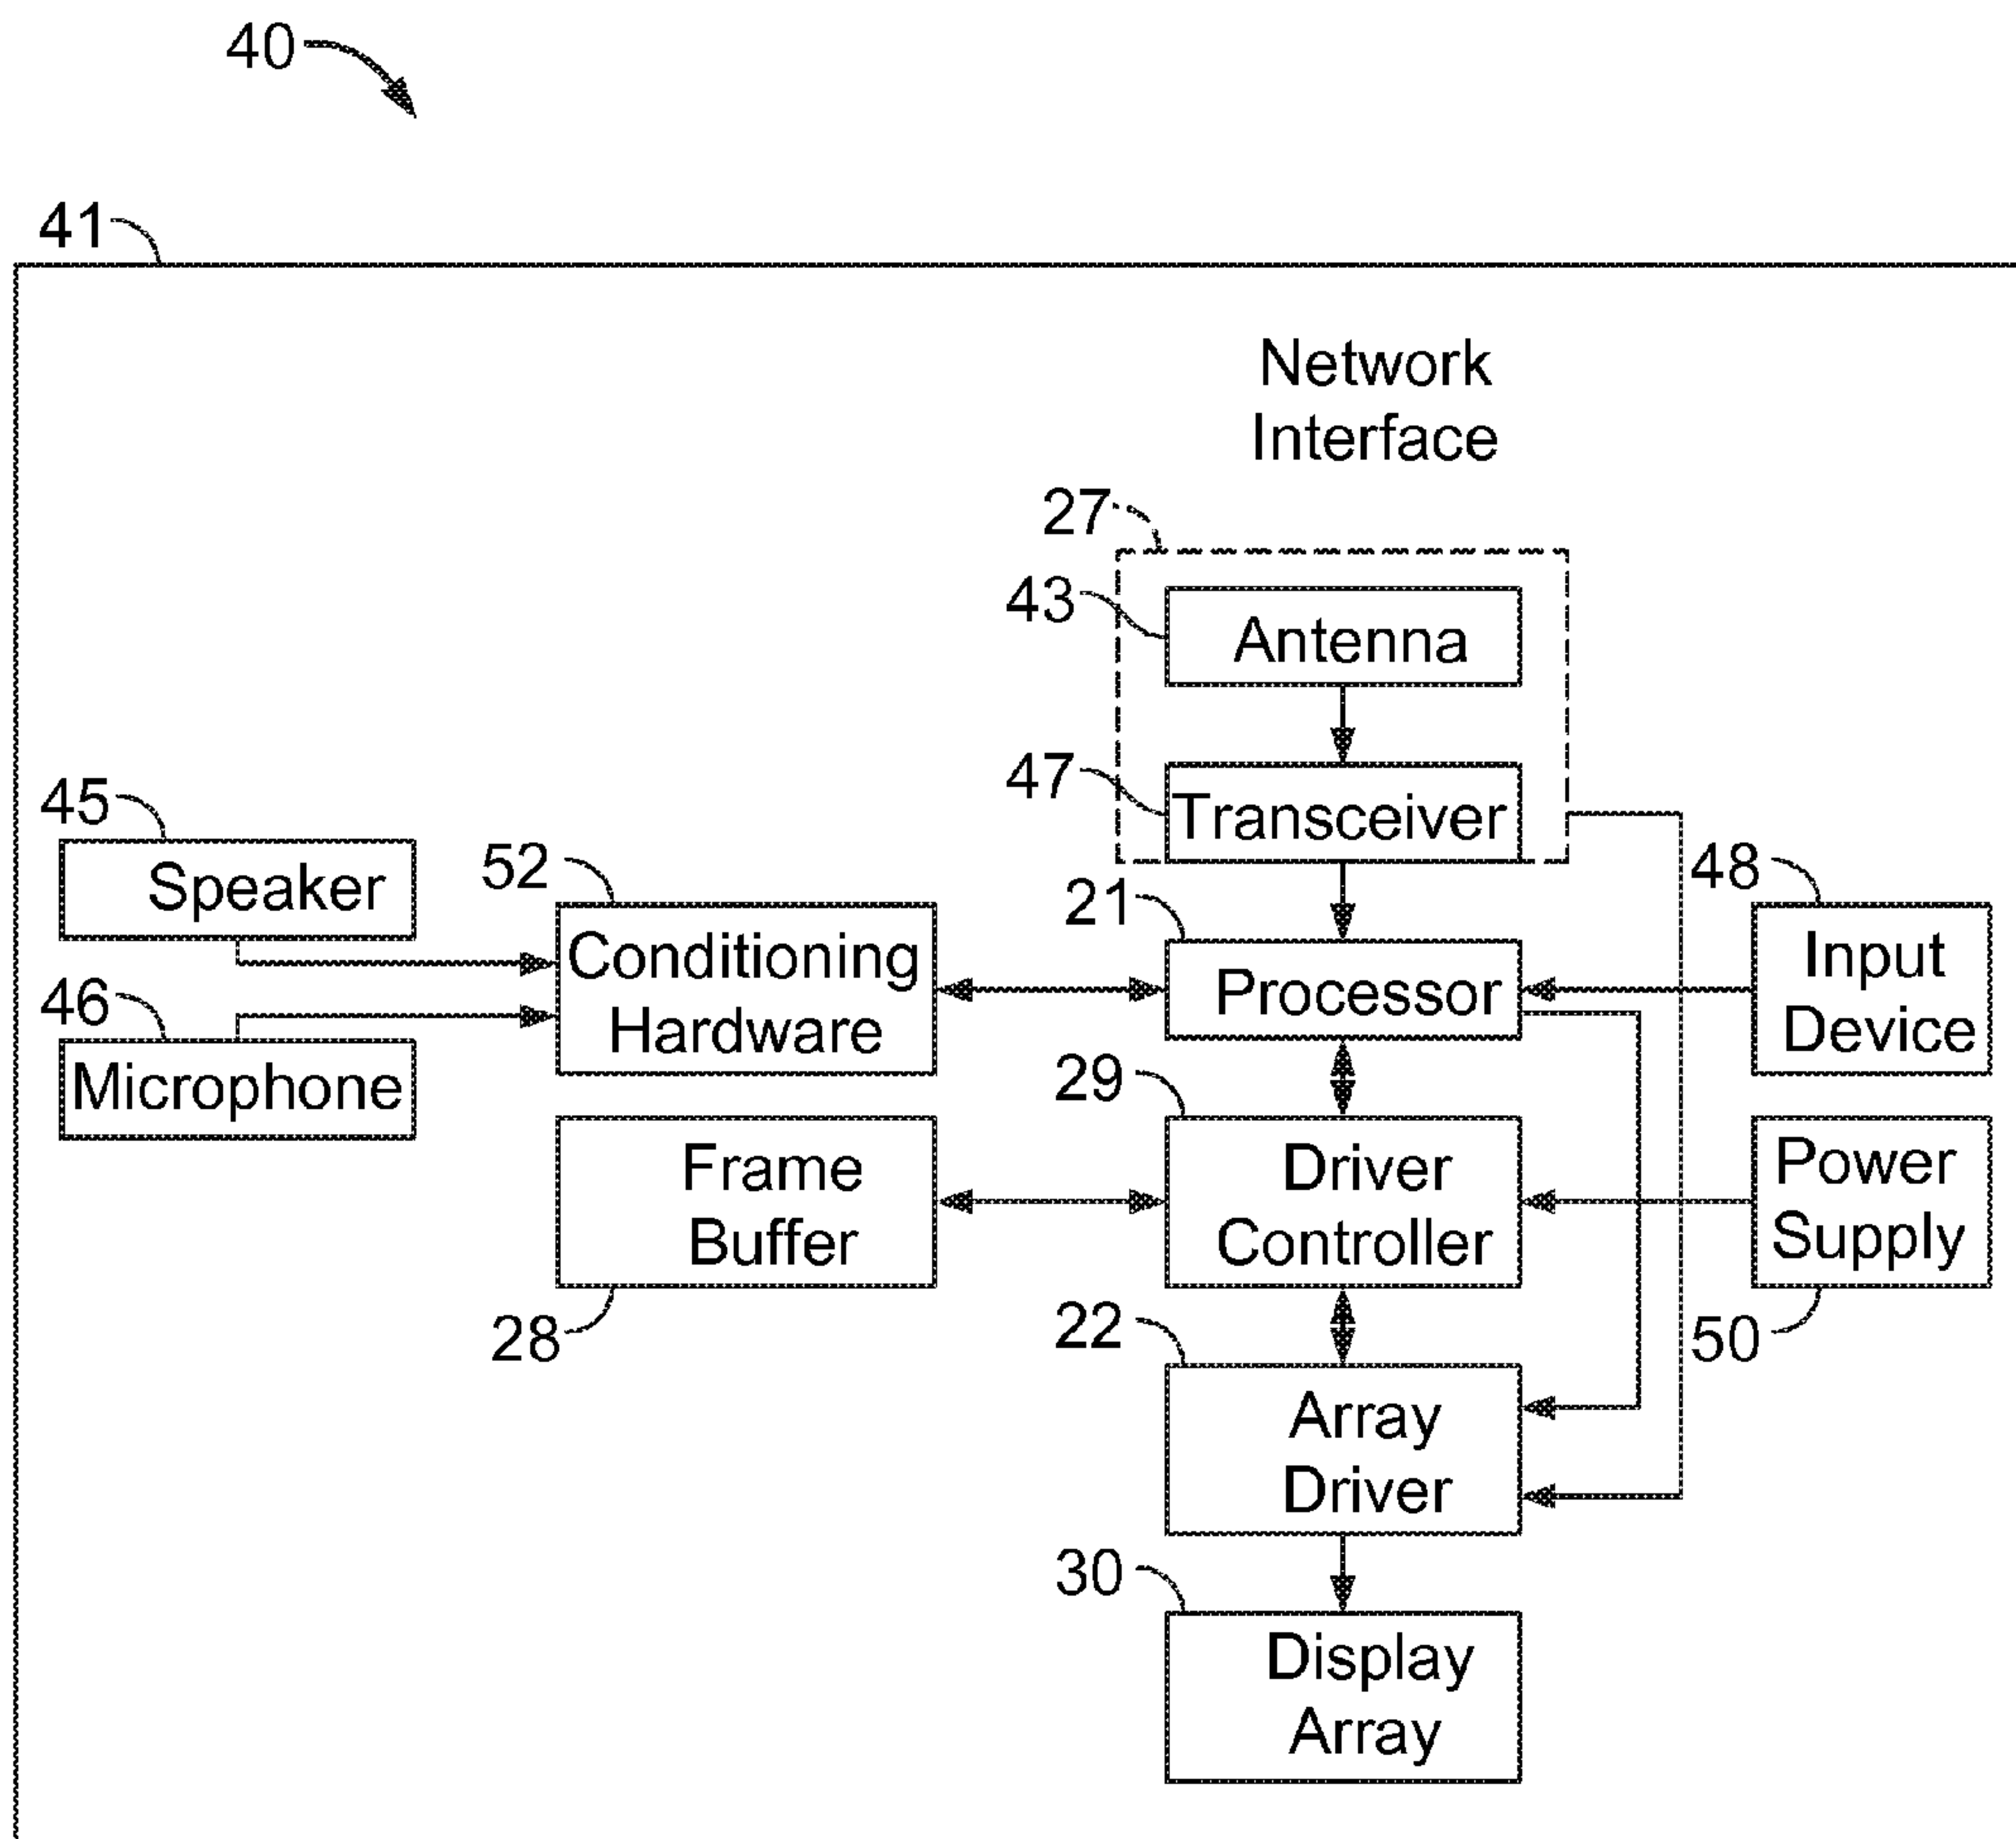 40
41
Network
Interface
27
43
Antenna
47
Transceiver
45
Speaker
52
Conditioning
Hardware
21
Processor
48
Input
Device
46
Microphone
29
Driver
Controller
Frame
Buffer
28
Power
Supply
50
22
Array
Driver
30
Display
Array